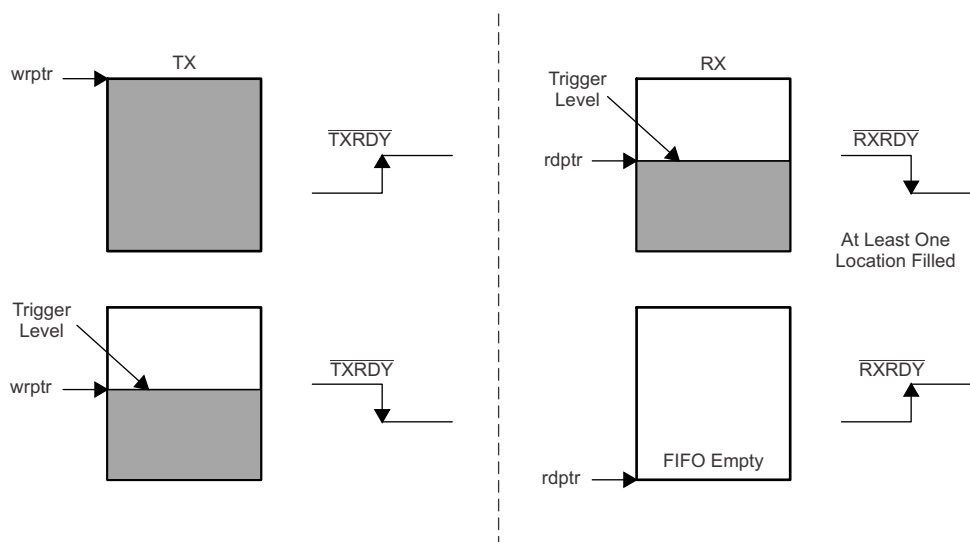 TX
wrptr
TXRDY
Trigger
Level
wrptr
TXRDY
RX
Trigger
Level
rdptr
RXRDY
At Least One
Location Filled
RXRDY
FIFO Empty
rdptr